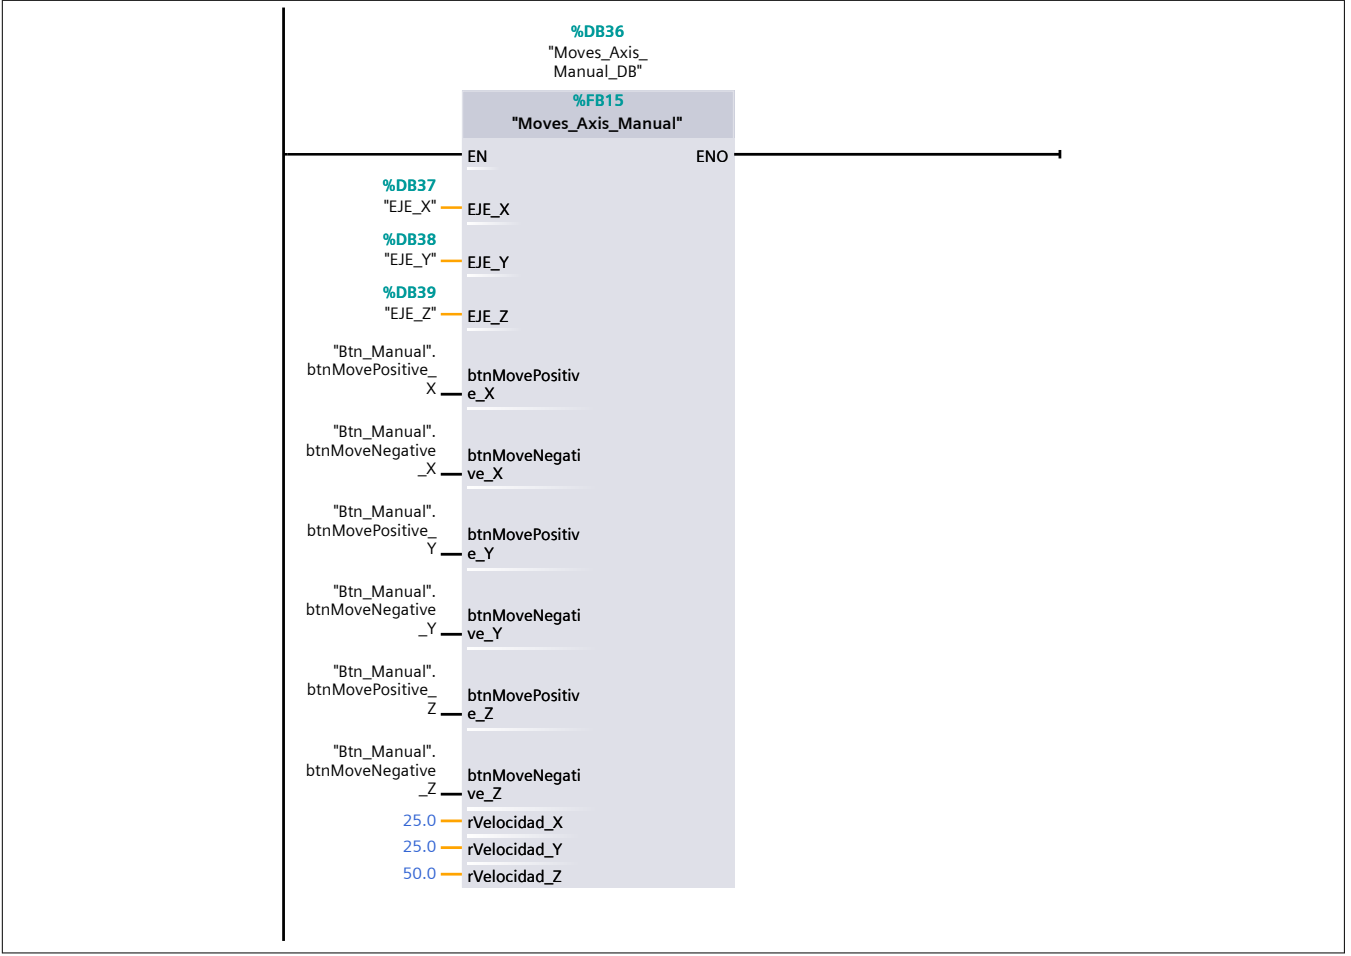 %DB36
"Moves_Axis_
Manual_DB"
%FB15
"Moves_Axis_Manual"
EN ENO
%DB37
"EJE_X" EJE_X
%DB38
"EJE_Y" EJE_Y
%DB39
"EJE_Z" EJE_Z
"Btn_Manual".
btnMovePositive_
X
btnMovePositiv
e_X
"Btn_Manual".
btnMoveNegative
_X
btnMoveNegati
ve_X
"Btn_Manual".
btnMovePositive_
Y
btnMovePositiv
e_Y
"Btn_Manual".
btnMoveNegative
_Y
btnMoveNegati
ve_Y
"Btn_Manual".
btnMovePositive_
Z
btnMovePositiv
e_Z
"Btn_Manual".
btnMoveNegative
_Z
btnMoveNegati
ve_Z
25.0 rVelocidad_X
25.0 rVelocidad_Y
50.0 rVelocidad_Z